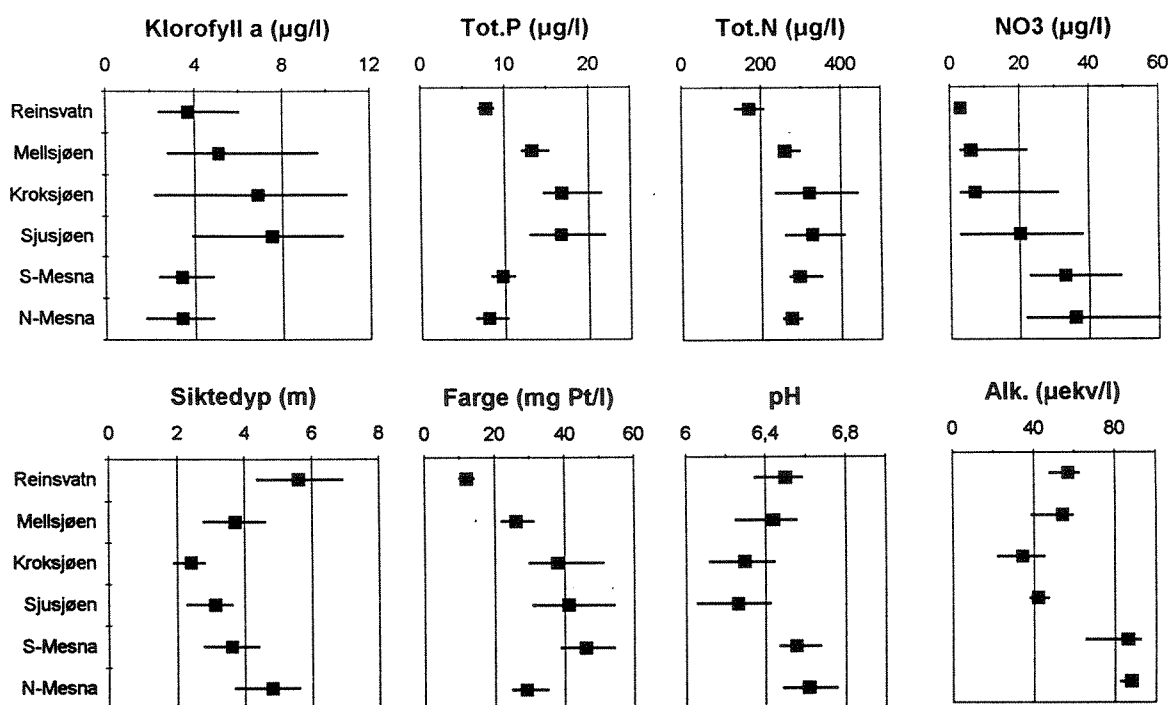 Klorofyll a (µg/l) Tot.P (µg/l) Tot.N (µg/l) NO3 (µg/l)
0 4 8 12 0 10 20 0 200 400 0 20 40 60
Reinsvatn
Mellsjøen
Kroksjøen
Sjusjøen
S-Mesna
N-Mesna
Siktedyp (m) Farge (mg Pt/l) pH Alk. (µekv/l)
0 2 4 6 8 0 20 40 60 6 6,4 6,8 0 40 80
Reinsvatn
Mellsjøen
Kroksjøen
Sjusjøen
S-Mesna
N-Mesna